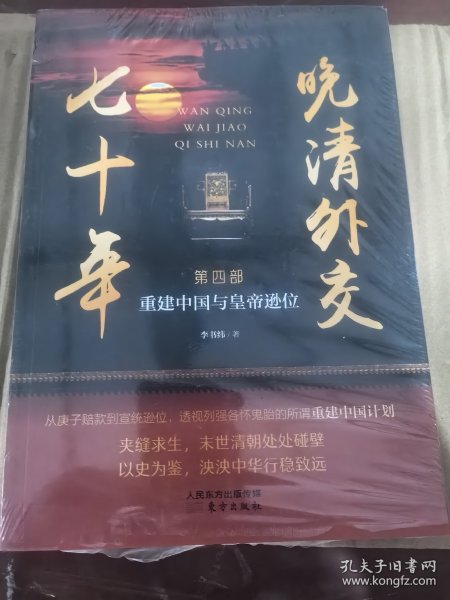 晚清外交
七十年
WAN QING
WAI JIAO
QI SHI NAN
第四部
重建中国与皇帝逊位
李书纬/著
从庚子赔款到宣统逊位，透视列强各怀鬼胎的所谓重建中国计划
夹缝求生，末世清朝处处碰壁
以史为鉴，泱泱中华行稳致远
人民东方出版传媒
东方出版社
孔夫子旧书网
www.kongfz.com